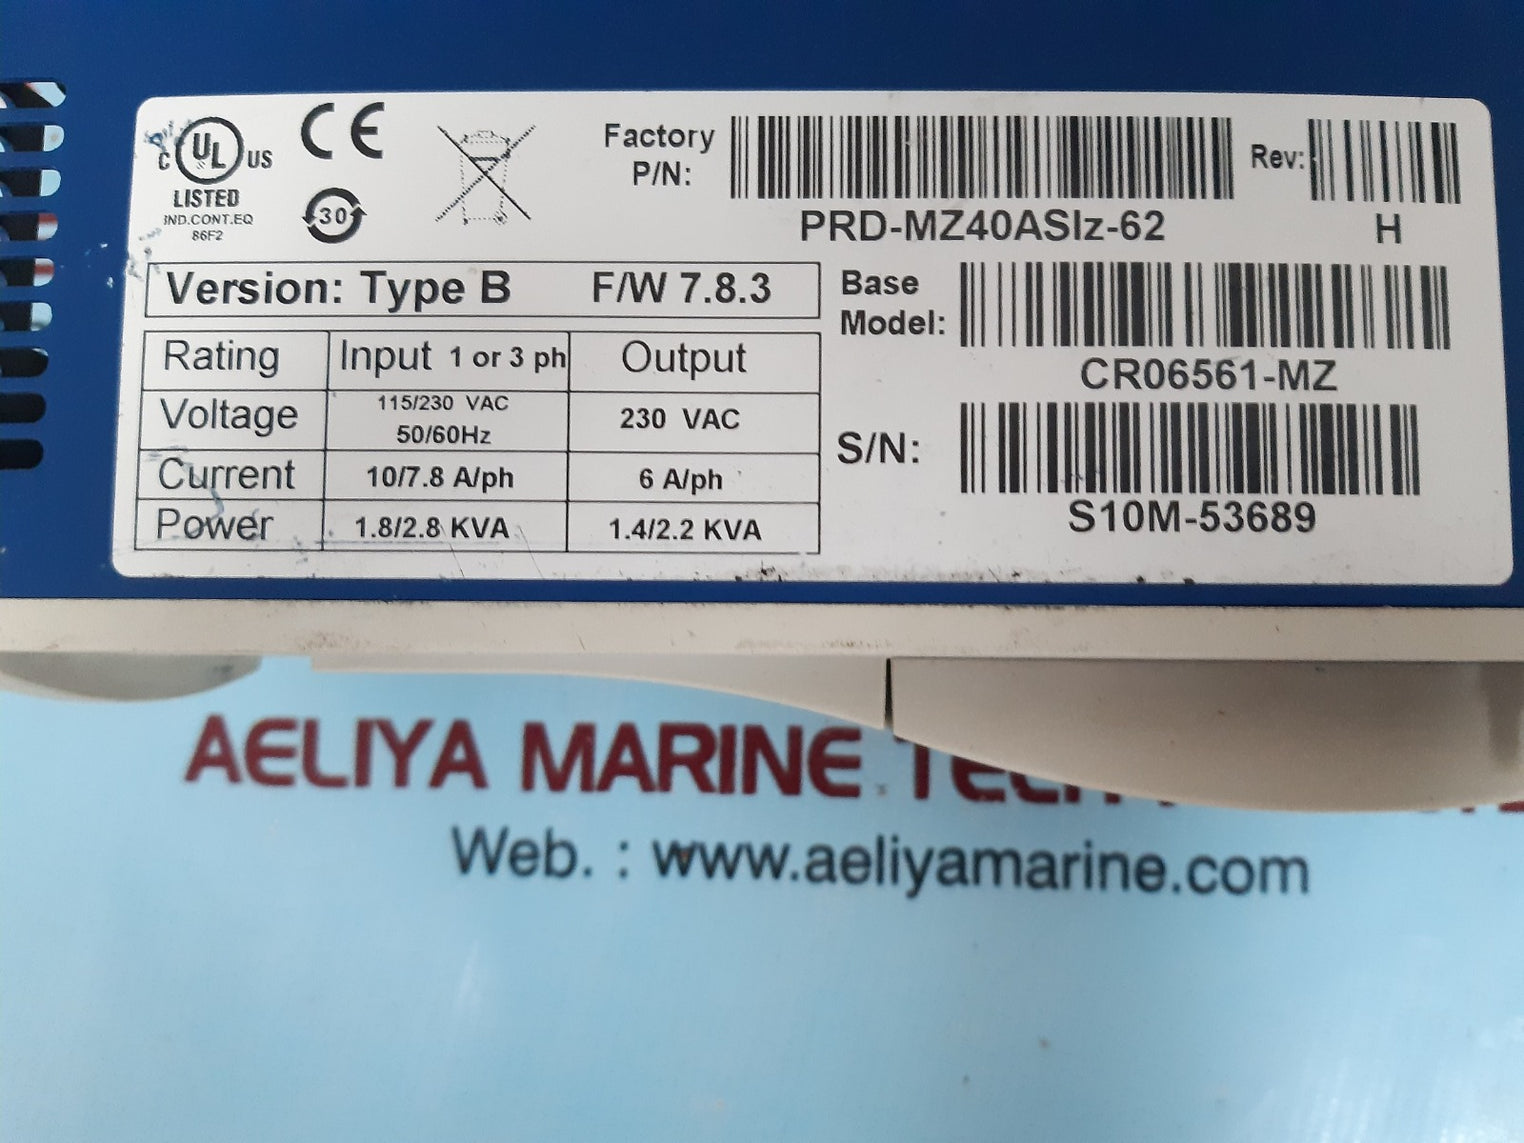 C UL US
LISTED
IND.CONT.EQ
86F2
CE
30
Factory
P/N:
PRD-MZ40ASIz-62
Rev:
H
Version: Type B F/W 7.8.3
Rating Input 1 or 3 ph Output
Voltage 115/230 VAC 50/60Hz 230 VAC
Current 10/7.8 A/ph 6 A/ph
Power 1.8/2.8 KVA 1.4/2.2 KVA
Base
Model:
CR06561-MZ
S/N:
S10M-53689
AELIYA MARINE
Web. : www.aeliyamarine.com